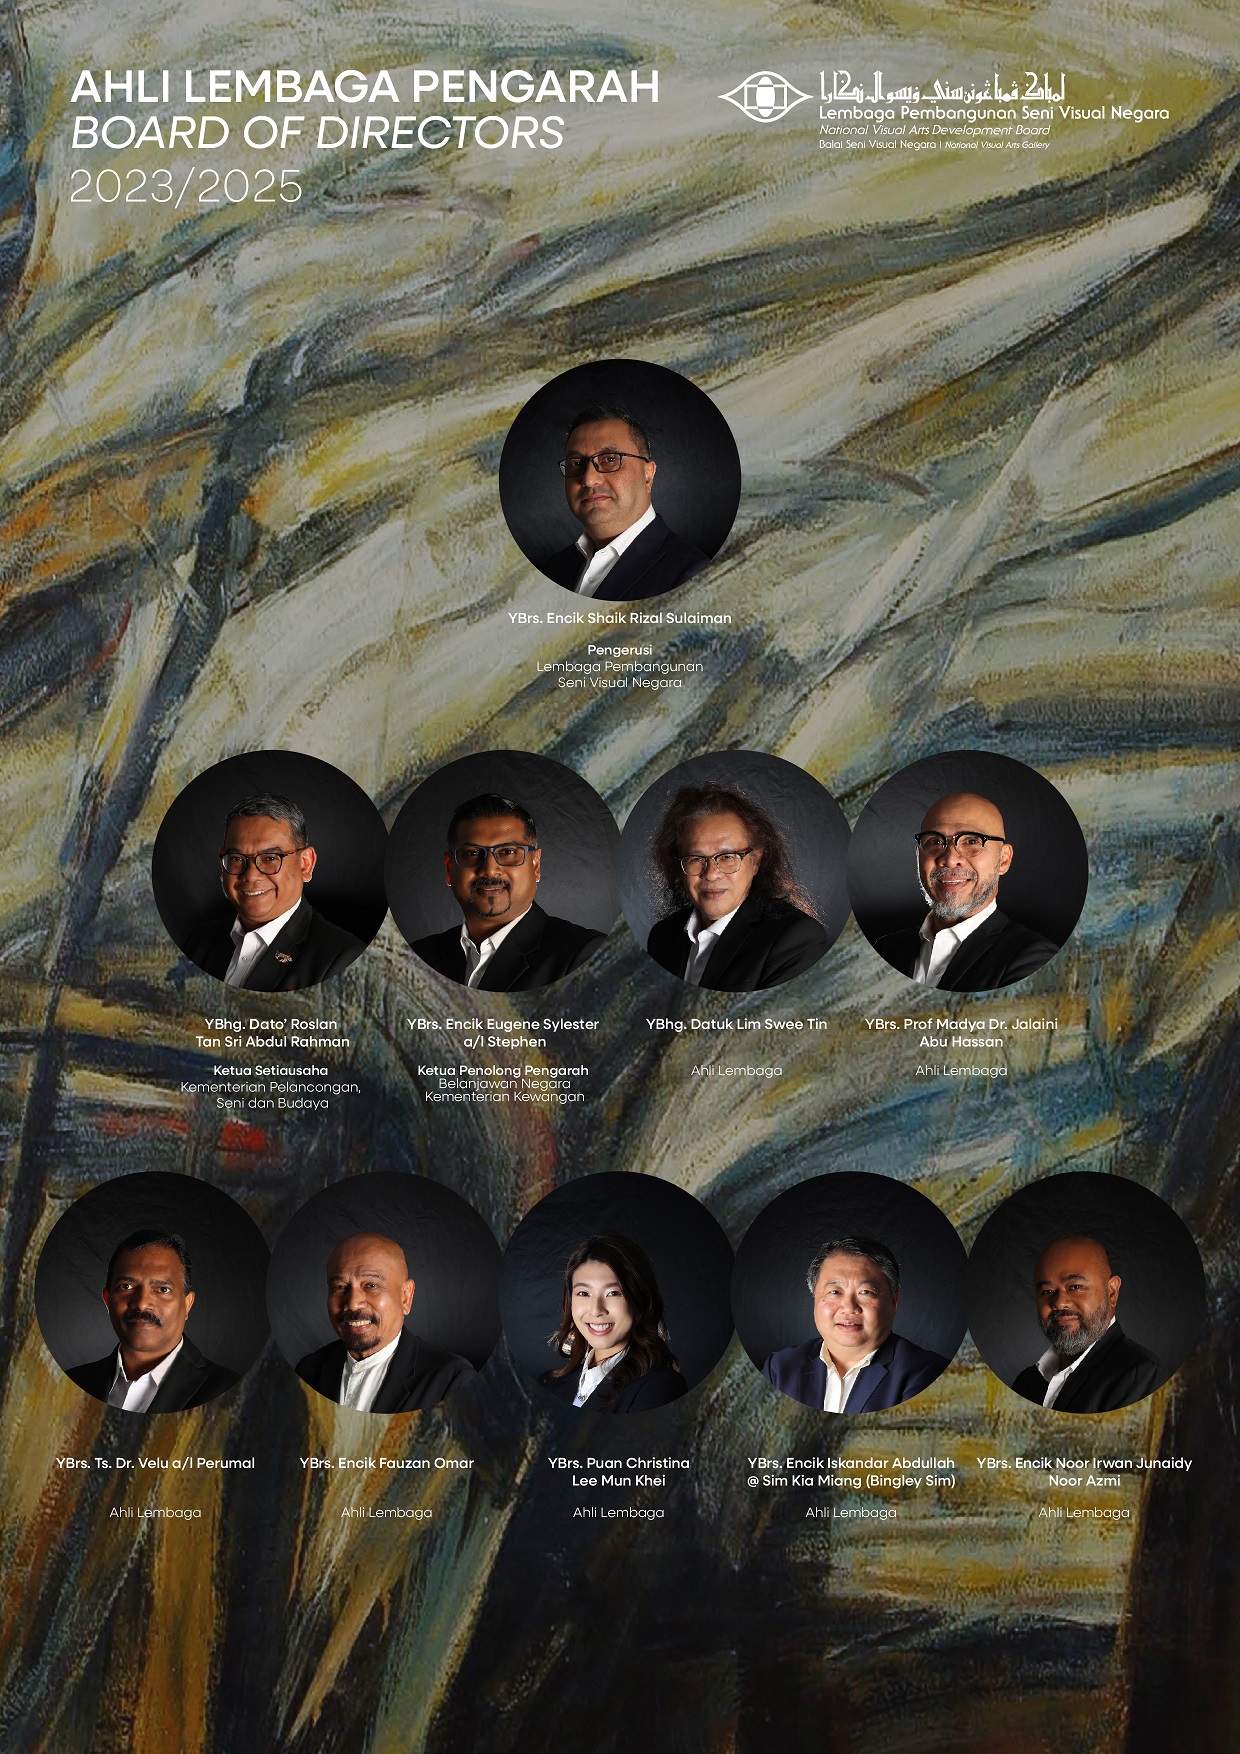 AHLI LEMBAGA PENGARAH
BOARD OF DIRECTORS
2023/2025
لمباڬ ڤمباڠونن سني ۏيسوال نݢارا
Lembaga Pembangunan Seni Visual Negara
National Visual Arts Development Board
Balai Seni Visual Negara | National Visual Arts Gallery
YBrs. Encik Shaik Rizal Sulaiman
Pengerusi
Lembaga Pembangunan
Seni Visual Negara
YBhg. Dato’ Roslan
Tan Sri Abdul Rahman
Ketua Setiausaha
Kementerian Pelancongan,
Seni dan Budaya
YBrs. Encik Eugene Sylester
a/l Stephen
Ketua Penolong Pengarah
Belanjawan Negara
Kementerian Kewangan
YBhg. Datuk Lim Swee Tin
Ahli Lembaga
YBrs. Prof Madya Dr. Jalaini
Abu Hassan
Ahli Lembaga
YBrs. Ts. Dr. Velu a/l Perumal
Ahli Lembaga
YBrs. Encik Fauzan Omar
Ahli Lembaga
YBrs. Puan Christina
Lee Mun Khei
Ahli Lembaga
YBrs. Encik Iskandar Abdullah
@ Sim Kia Miang (Bingley Sim)
Ahli Lembaga
YBrs. Encik Noor Irwan Junaidy
Noor Azmi
Ahli Lembaga